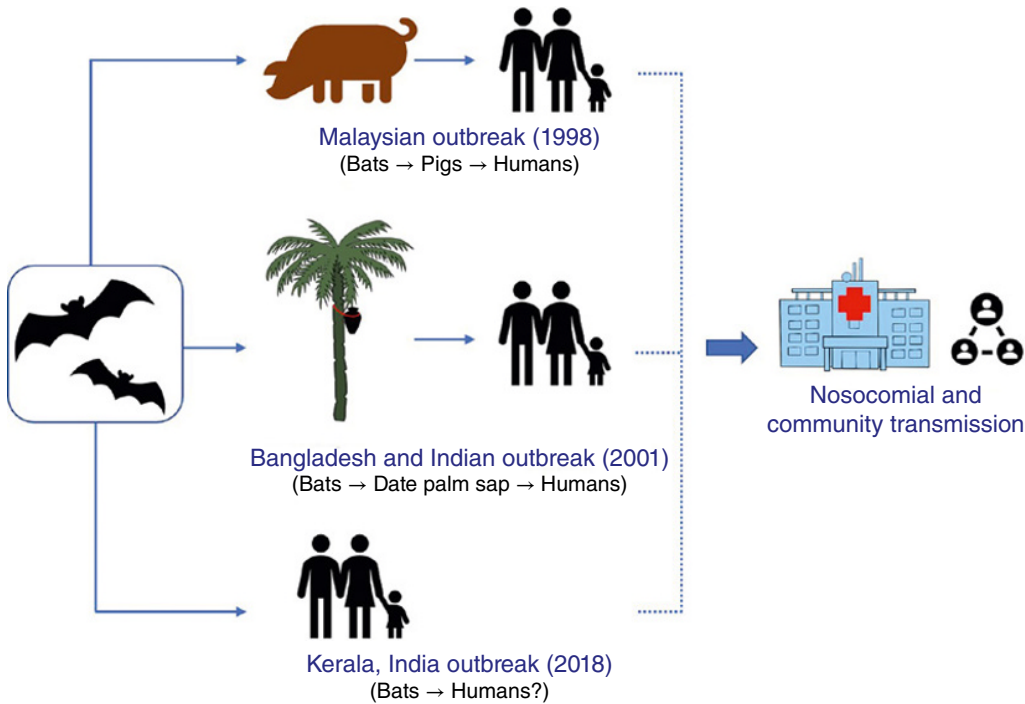 Malaysian outbreak (1998)
(Bats → Pigs → Humans)
Bangladesh and Indian outbreak (2001)
(Bats → Date palm sap → Humans)
Kerala, India outbreak (2018)
(Bats → Humans?)
Nosocomial and
community transmission